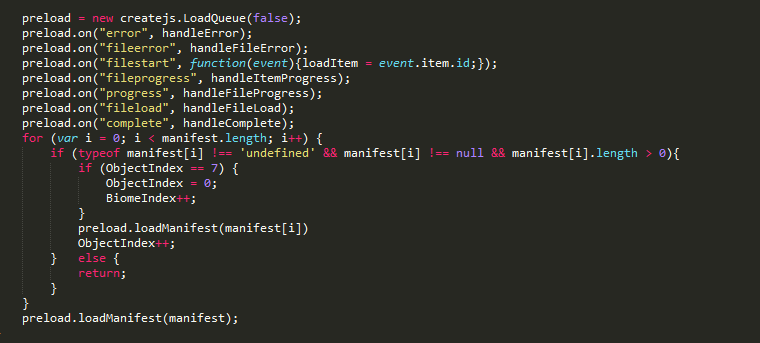 preload = new createjs.LoadQueue(false);
preload.on("error", handleError);
preload.on("fileerror", handleFileError);
preload.on("filestart", function(event){loadItem = event.item.id;});
preload.on("fileprogress", handleItemProgress);
preload.on("progress", handleFileProgress);
preload.on("fileload", handleFileLoad);
preload.on("complete", handleComplete);
for (var i = 0; i < manifest.length; i++) {
    if (typeof manifest[i] !== 'undefined' && manifest[i] !== null && manifest[i].length > 0){
        if (ObjectIndex == 7) {
            ObjectIndex = 0;
            BiomeIndex++;
        }
        preload.loadManifest(manifest[i])
        ObjectIndex++;
    }   else {
        return;
    }
}
preload.loadManifest(manifest);